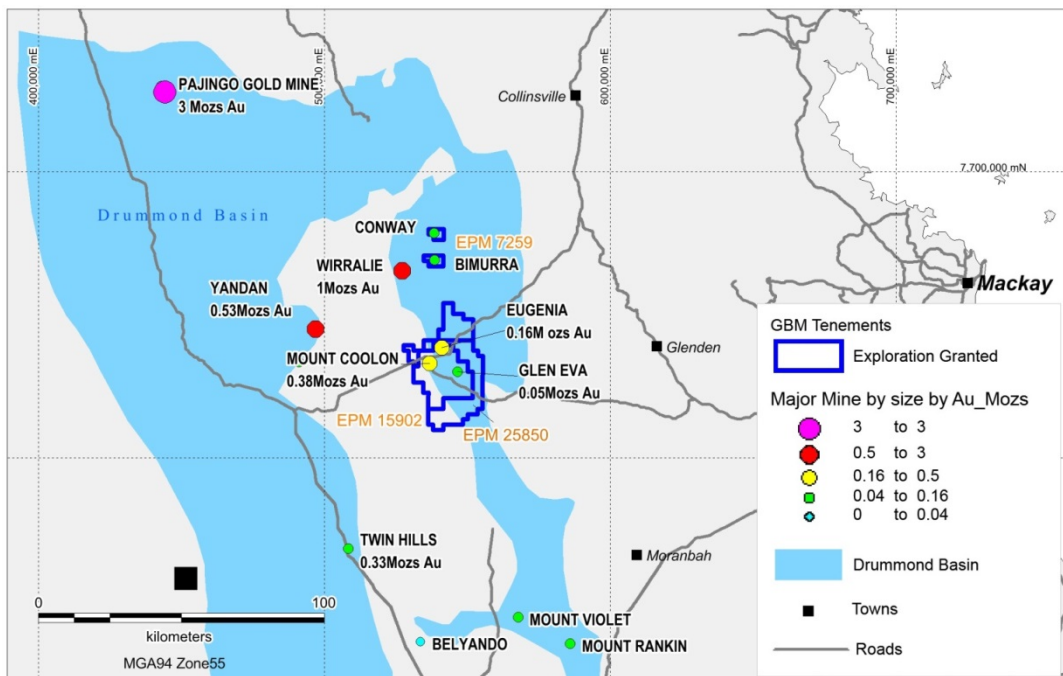 400,000 mE
500,000 mE
600,000 mE
700,000 mE
PAJINGO GOLD MINE
3 Mozs Au
Collinsville
7,700,000 mN
Drummond Basin
CONWAY
EPM 7259
WIRRALIE
1Mozs Au
BIMURRA
YANDAN
0.53Mozs Au
EUGENIA
0.16M ozs Au
Mackay
MOUNT COOLON
0.38Mozs Au
GLEN EVA
0.05Mozs Au
Glenden
EPM 15902
EPM 25850
TWIN HILLS
0.33Mozs Au
Moranbah
MOUNT VIOLET
BELYANDO
MOUNT RANKIN
0
100
kilometers
MGA94 Zone55
GBM Tenements
Exploration Granted
Major Mine by size by Au_Mozs
3 to 3
0.5 to 3
0.16 to 0.5
0.04 to 0.16
0 to 0.04
Drummond Basin
Towns
Roads